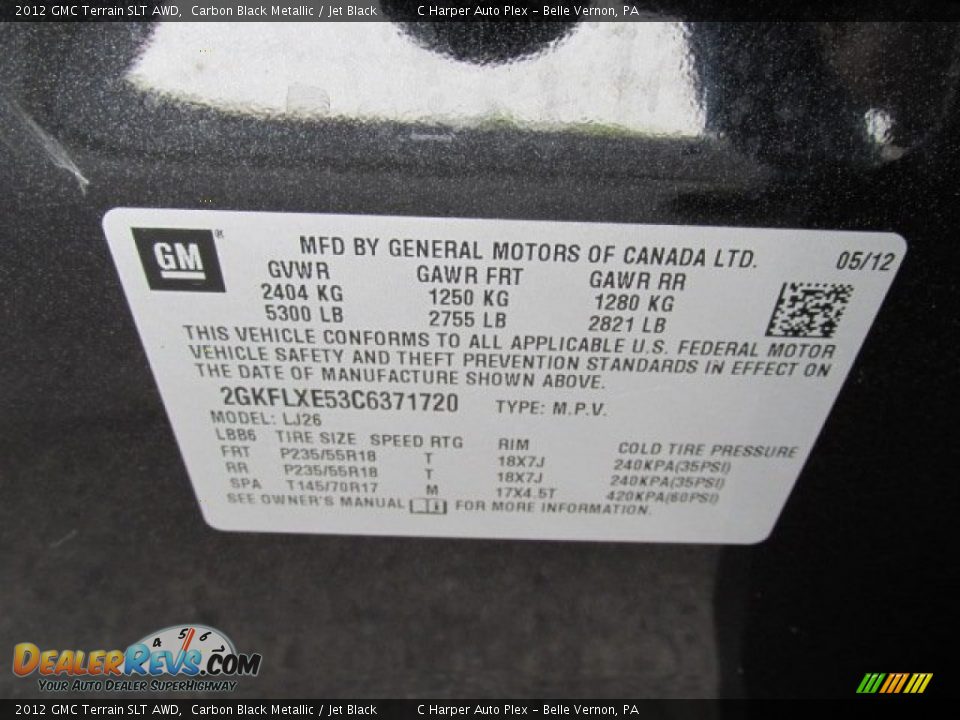 2012 GMC Terrain SLT AWD, Carbon Black Metallic / Jet Black C Harper Auto Plex - Belle Vernon, PA
GM®
MFD BY GENERAL MOTORS OF CANADA LTD. 05/12
GVWR GAWR FRT GAWR RR
2404 KG 1250 KG 1280 KG
5300 LB 2755 LB 2821 LB
THIS VEHICLE CONFORMS TO ALL APPLICABLE U.S. FEDERAL MOTOR
VEHICLE SAFETY AND THEFT PREVENTION STANDARDS IN EFFECT ON
THE DATE OF MANUFACTURE SHOWN ABOVE.
2GKFLXE53C6371720 TYPE: M.P.V.
MODEL: LJ26
LBB6 TIRE SIZE SPEED RTG RIM COLD TIRE PRESSURE
FRT P235/55R18 T 18X7J 240KPA(35PSI)
RR P235/55R18 T 18X7J 240KPA(35PSI)
SPA T145/70R17 M 17X4.5T 420KPA(60PSI)
SEE OWNER'S MANUAL FOR MORE INFORMATION.
4 5 6 7
DEALERREVS.COM
YOUR AUTO DEALER SUPERHIGHWAY
2012 GMC Terrain SLT AWD, Carbon Black Metallic / Jet Black C Harper Auto Plex - Belle Vernon, PA